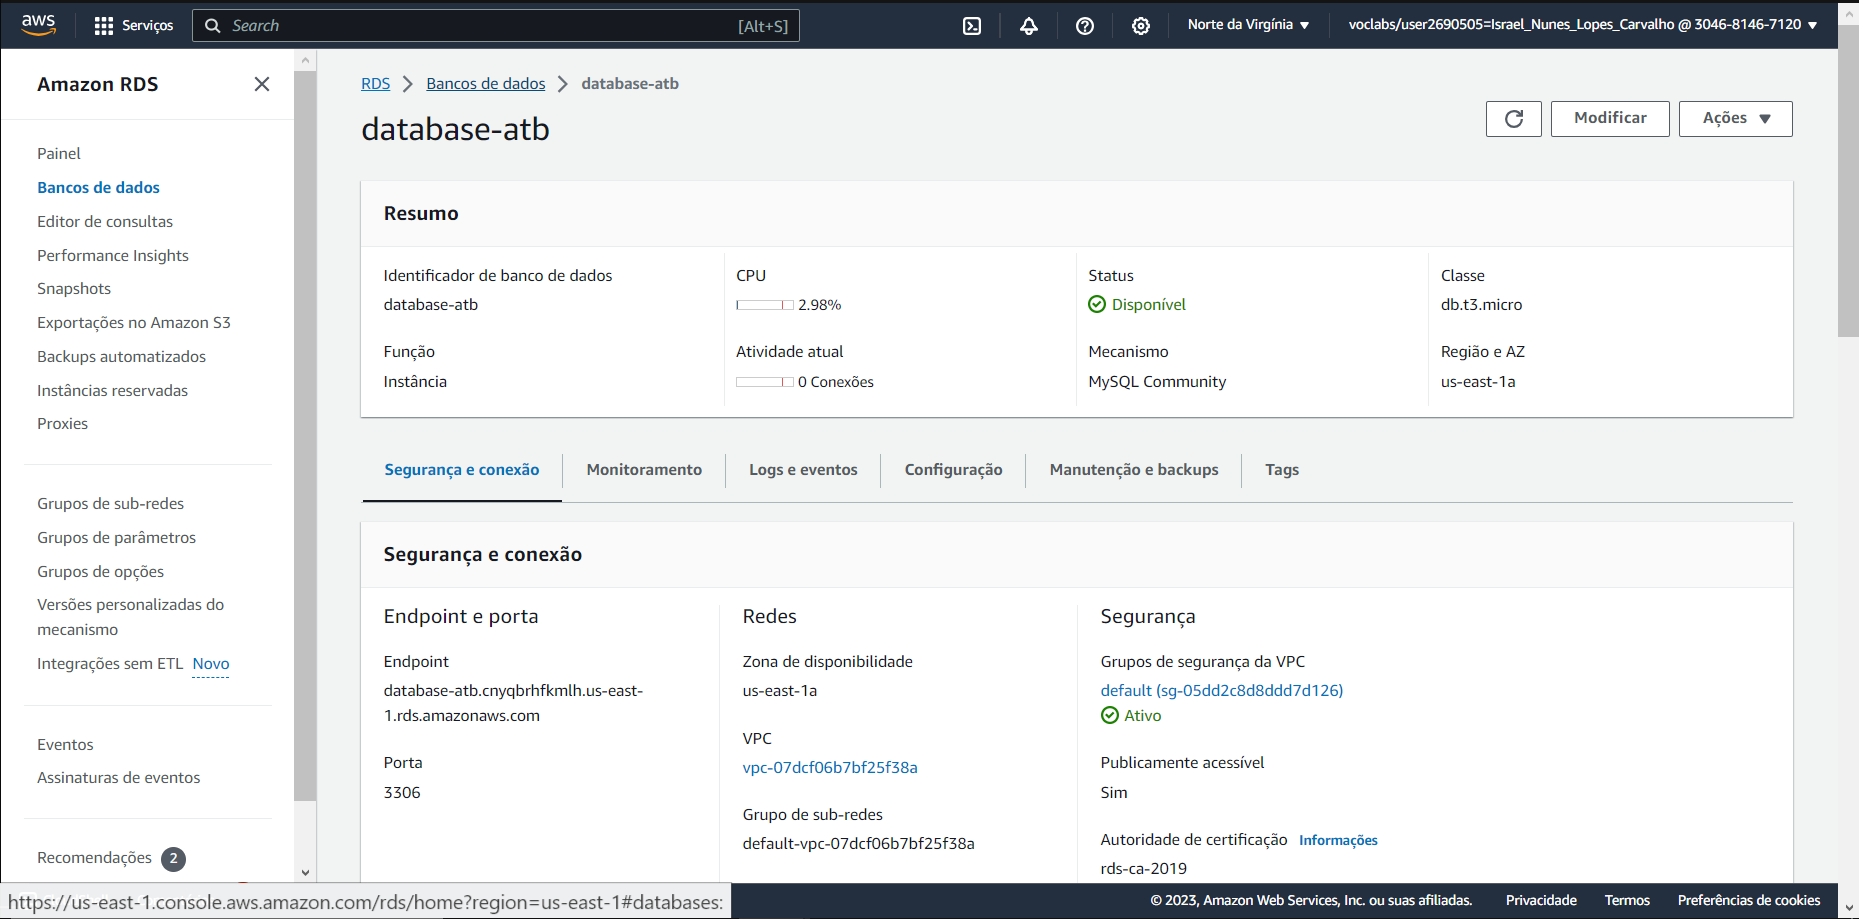 aws
Serviços
Search
[Alt+S]
Norte da Virgínia
voclabs/user2690505=Israel_Nunes_Lopes_Carvalho @ 3046-8146-7120
Amazon RDS
Painel
Bancos de dados
Editor de consultas
Performance Insights
Snapshots
Exportações no Amazon S3
Backups automatizados
Instâncias reservadas
Proxies
Grupos de sub-redes
Grupos de parâmetros
Grupos de opções
Versões personalizadas do
mecanismo
Integrações sem ETL Novo
Eventos
Assinaturas de eventos
Recomendações 2
RDS > Bancos de dados > database-atb
database-atb
Modificar
Ações
Resumo
Identificador de banco de dados
database-atb
CPU
2.98%
Status
Disponível
Classe
db.t3.micro
Função
Instância
Atividade atual
0 Conexões
Mecanismo
MySQL Community
Região e AZ
us-east-1a
Segurança e conexão
Monitoramento
Logs e eventos
Configuração
Manutenção e backups
Tags
Segurança e conexão
Endpoint e porta
Endpoint
database-atb.cnyqbrhfkmlh.us-east-
1.rds.amazonaws.com
Porta
3306
Redes
Zona de disponibilidade
us-east-1a
VPC
vpc-07dcf06b7bf25f38a
Grupo de sub-redes
default-vpc-07dcf06b7bf25f38a
Segurança
Grupos de segurança da VPC
default (sg-05dd2c8d8ddd7d126)
Ativo
Publicamente acessível
Sim
Autoridade de certificação Informações
rds-ca-2019
https://us-east-1.console.aws.amazon.com/rds/home?region=us-east-1#databases:
© 2023, Amazon Web Services, Inc. ou suas afiliadas.
Privacidade
Termos
Preferências de cookies